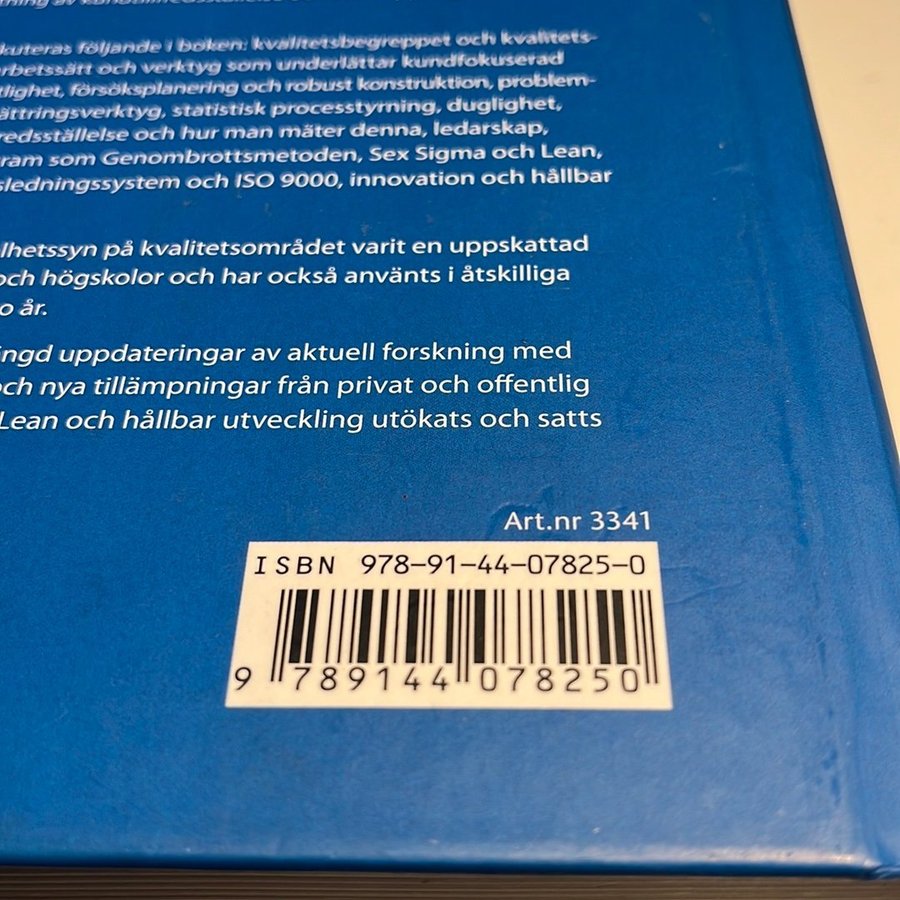 kuteras följande i boken: kvalitetsbegreppet och kvalitets-
arbetssätt och verktyg som underlättar kundfokuserad
tlighet, försöksplanering och robust konstruktion, problem-
ättringsverktyg, statistisk processtyrning, duglighet,
redsställelse och hur man mäter denna, ledarskap,
ram som Genombrottsmetoden, Sex Sigma och Lean,
sledningssystem och ISO 9000, innovation och hållbar
lhetssyn på kvalitetsområdet varit en uppskattad
och högskolor och har också använts i åtskilliga
o år.
ängd uppdateringar av aktuell forskning med
och nya tillämpningar från privat och offentlig
Lean och hållbar utveckling utökats och satts
Art.nr 3341
ISBN 978-91-44-07825-0
9 789144 078250